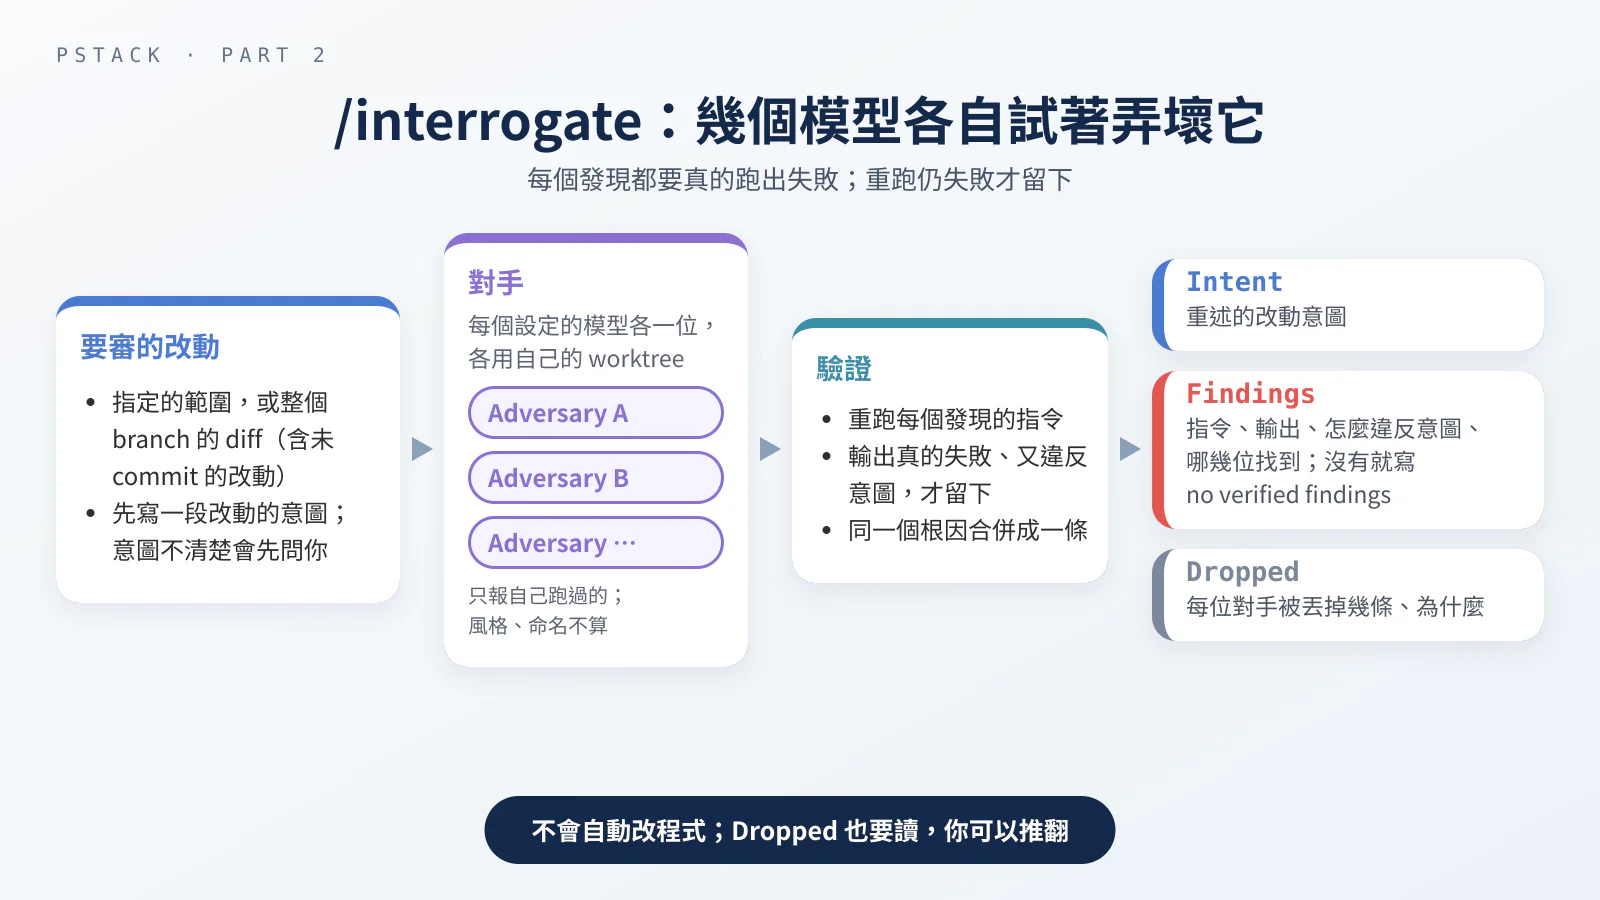 PSTACK · PART 2
/interrogate：幾個模型各自試著弄壞它
每個發現都要真的跑出失敗；重跑仍失敗才留下
要審的改動
• 指定的範圍，或整個
branch 的 diff（含未
commit 的改動）
• 先寫一段改動的意圖；
意圖不清楚會先問你
對手
每個設定的模型各一位，
各用自己的 worktree
Adversary A
Adversary B
Adversary ⋯
只報自己跑過的；
風格、命名不算
驗證
• 重跑每個發現的指令
• 輸出真的失敗、又違反
意圖，才留下
• 同一個根因合併成一條
Intent
重述的改動意圖
Findings
指令、輸出、怎麼違反意圖、
哪幾位找到；沒有就寫
no verified findings
Dropped
每位對手被丟掉幾條、為什麼
不會自動改程式；Dropped 也要讀，你可以推翻